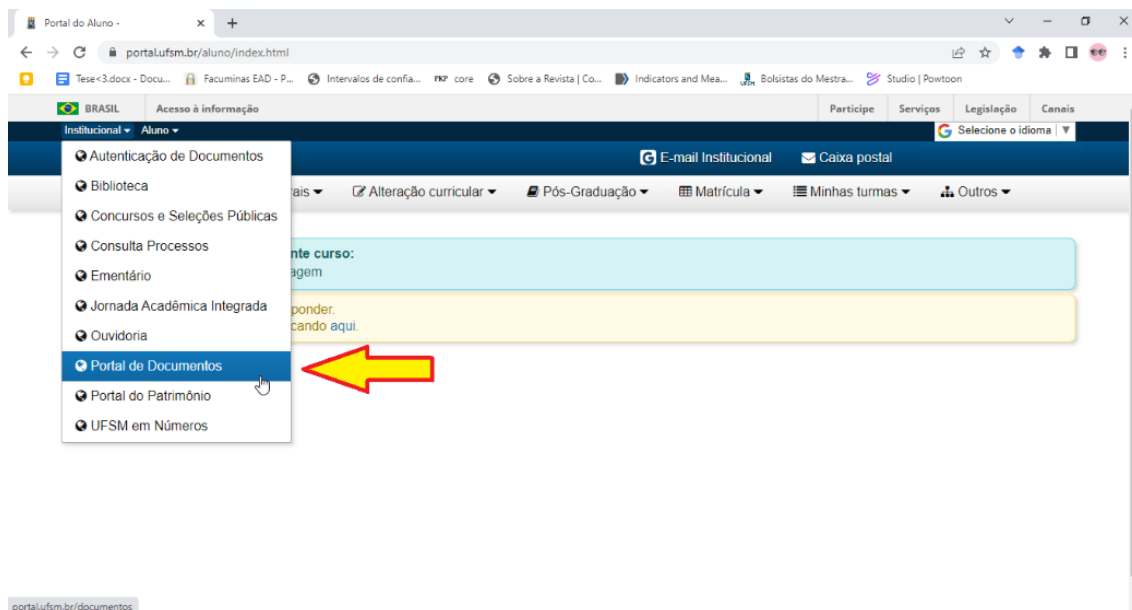 Portal do Aluno -
portal.ufsm.br/aluno/index.html
Tese<3.docx - Docu... Facuminas EAD - P... Intervalos de confia... PKP core Sobre a Revista | Co... Indicators and Mea... UFSM Bolsistas do Mestra... Studio | Powtoon
BRASIL Acesso à informação Participe Serviços Legislação Canais
Institucional Aluno G Selecione o idioma
G E-mail Institucional Caixa postal
ais Alteração curricular Pós-Graduação Matrícula Minhas turmas Outros
Autenticação de Documentos
Biblioteca
Concursos e Seleções Públicas
Consulta Processos
Ementário
Jornada Acadêmica Integrada
Ouvidoria
Portal de Documentos
Portal do Patrimônio
UFSM em Números
nte curso:
agem
ponder.
cando aqui.
portal.ufsm.br/documentos